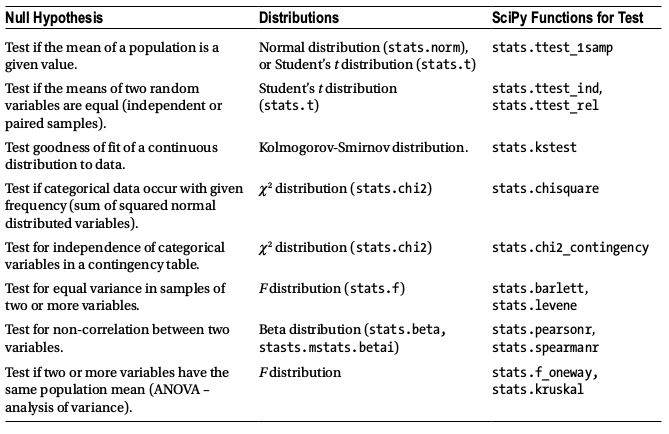 Null Hypothesis Distributions SciPy Functions for Test
Test if the mean of a population is a Normal distribution (stats.norm), stats.ttest_1samp
given value. or Student's t distribution (stats.t)
Test if the means of two random Student's t distribution stats.ttest_ind,
variables are equal (independent or (stats.t) stats.ttest_rel
paired samples).
Test goodness of fit of a continuous Kolmogorov-Smirnov distribution. stats.kstest
distribution to data.
Test if categorical data occur with given χ² distribution (stats.chi2) stats.chisquare
frequency (sum of squared normal
distributed variables).
Test for independence of categorical χ² distribution (stats.chi2) stats.chi2_contingency
variables in a contingency table.
Test for equal variance in samples of F distribution (stats.f) stats.barlett,
two or more variables. stats.levene
Test for non-correlation between two Beta distribution (stats.beta, stats.pearsonr,
variables. stasts.mstats.betai) stats.spearmanr
Test if two or more variables have the F distribution stats.f_oneway,
same population mean (ANOVA – stats.kruskal
analysis of variance).